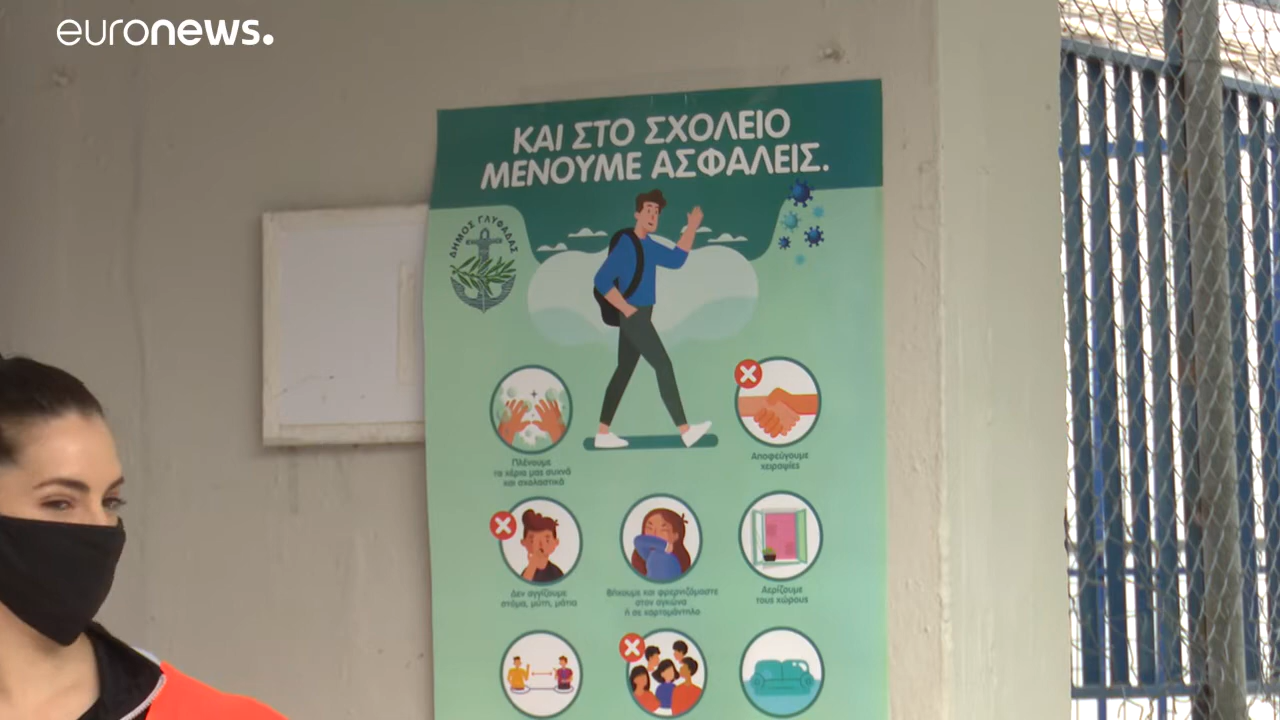 euronews.
ΚΑΙ ΣΤΟ ΣΧΟΛΕΙΟ
ΜΕΝΟΥΜΕ ΑΣΦΑΛΕΙΣ.
ΔΗΜΟΣ ΓΛΥΦΑΔΑΣ
Πλένουμε
τα χέρια μας συχνά
και σχολαστικά
Αποφεύγουμε
χειραψίες
Δεν αγγίζουμε
στόμα, μύτη, μάτια
Βήχουμε και φτερνιζόμαστε
στον αγκώνα
ή σε χαρτομάντηλο
Αερίζουμε
τους χώρους